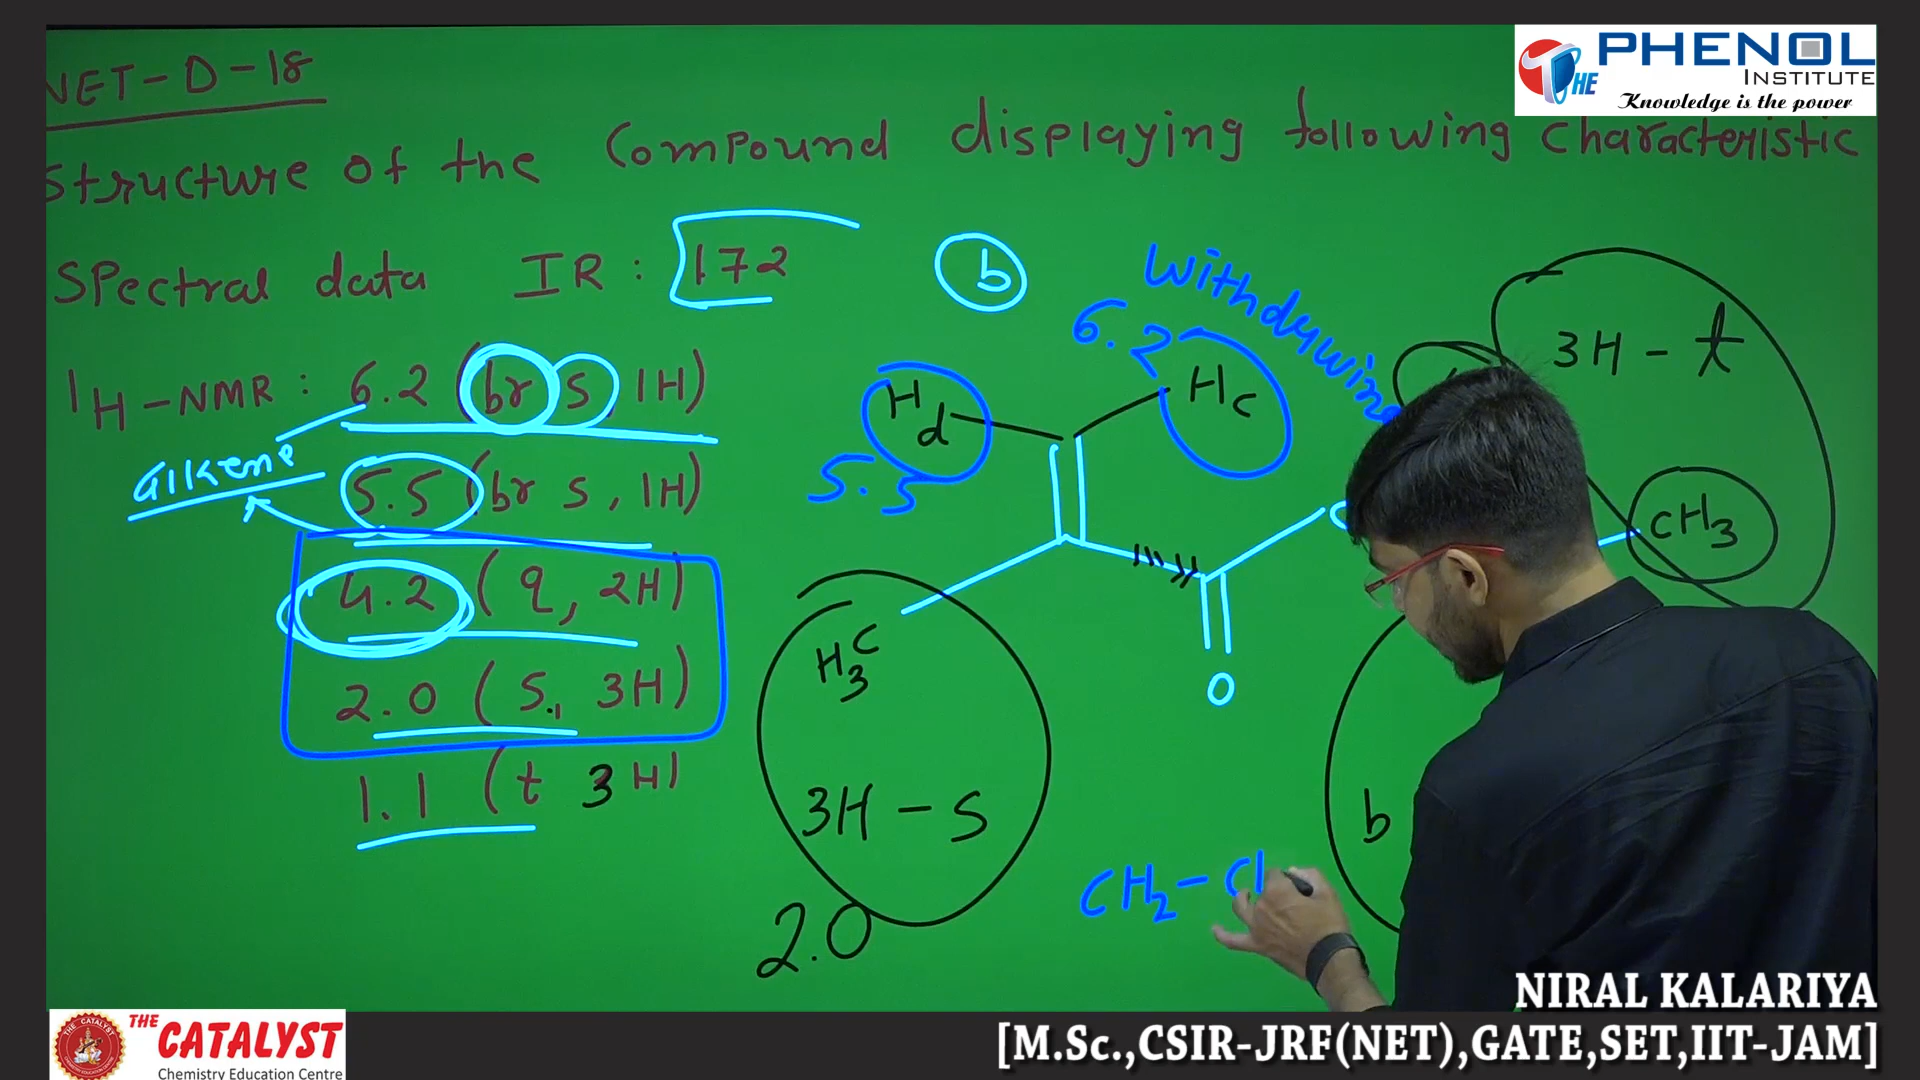 THE PHENOL
INSTITUTE
Knowledge is the power
NET-D-18
Structure of the Compound displaying following characteristic
Spectral data IR: 172
b
withdrwing
1H-NMR: 6.2 (br s, 1H)
alkene
5.5 (br s, 1H)
4.2 (q, 2H)
2.0 (S, 3H)
1.1 (t 3H)
Hd
5.5
6.2
Hc
3H - t
CH3
H3C
O
3H - S
2.0
b
CH2-Cl
NIRAL KALARIYA
[M.Sc.,CSIR-JRF(NET),GATE,SET,IIT-JAM]
THE CATALYST
Chemistry Education Centre